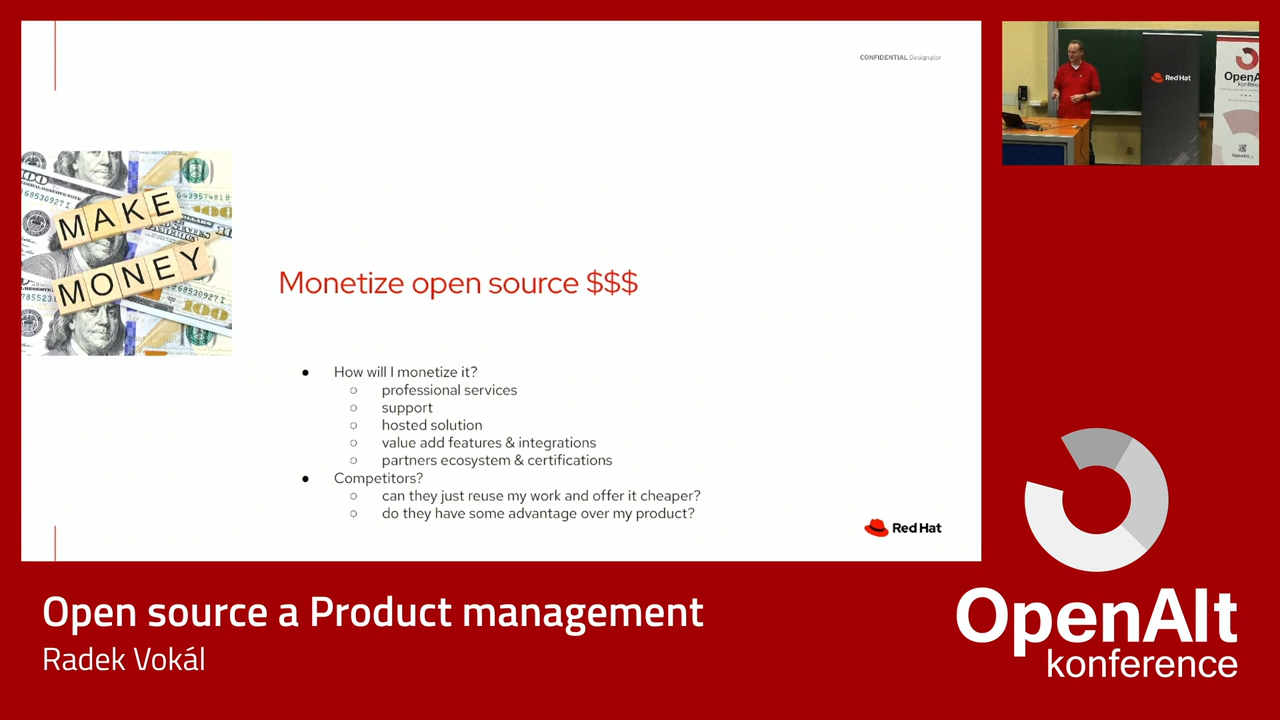 CONFIDENTIAL Designator
MAKE
MONEY
Monetize open source $$$
● How will I monetize it?
○ professional services
○ support
○ hosted solution
○ value add features & integrations
○ partners ecosystem & certifications
● Competitors?
○ can they just reuse my work and offer it cheaper?
○ do they have some advantage over my product?
Red Hat
Red Hat
OpenAlt
Open source a Product management
Radek Vokál
OpenAlt
konference